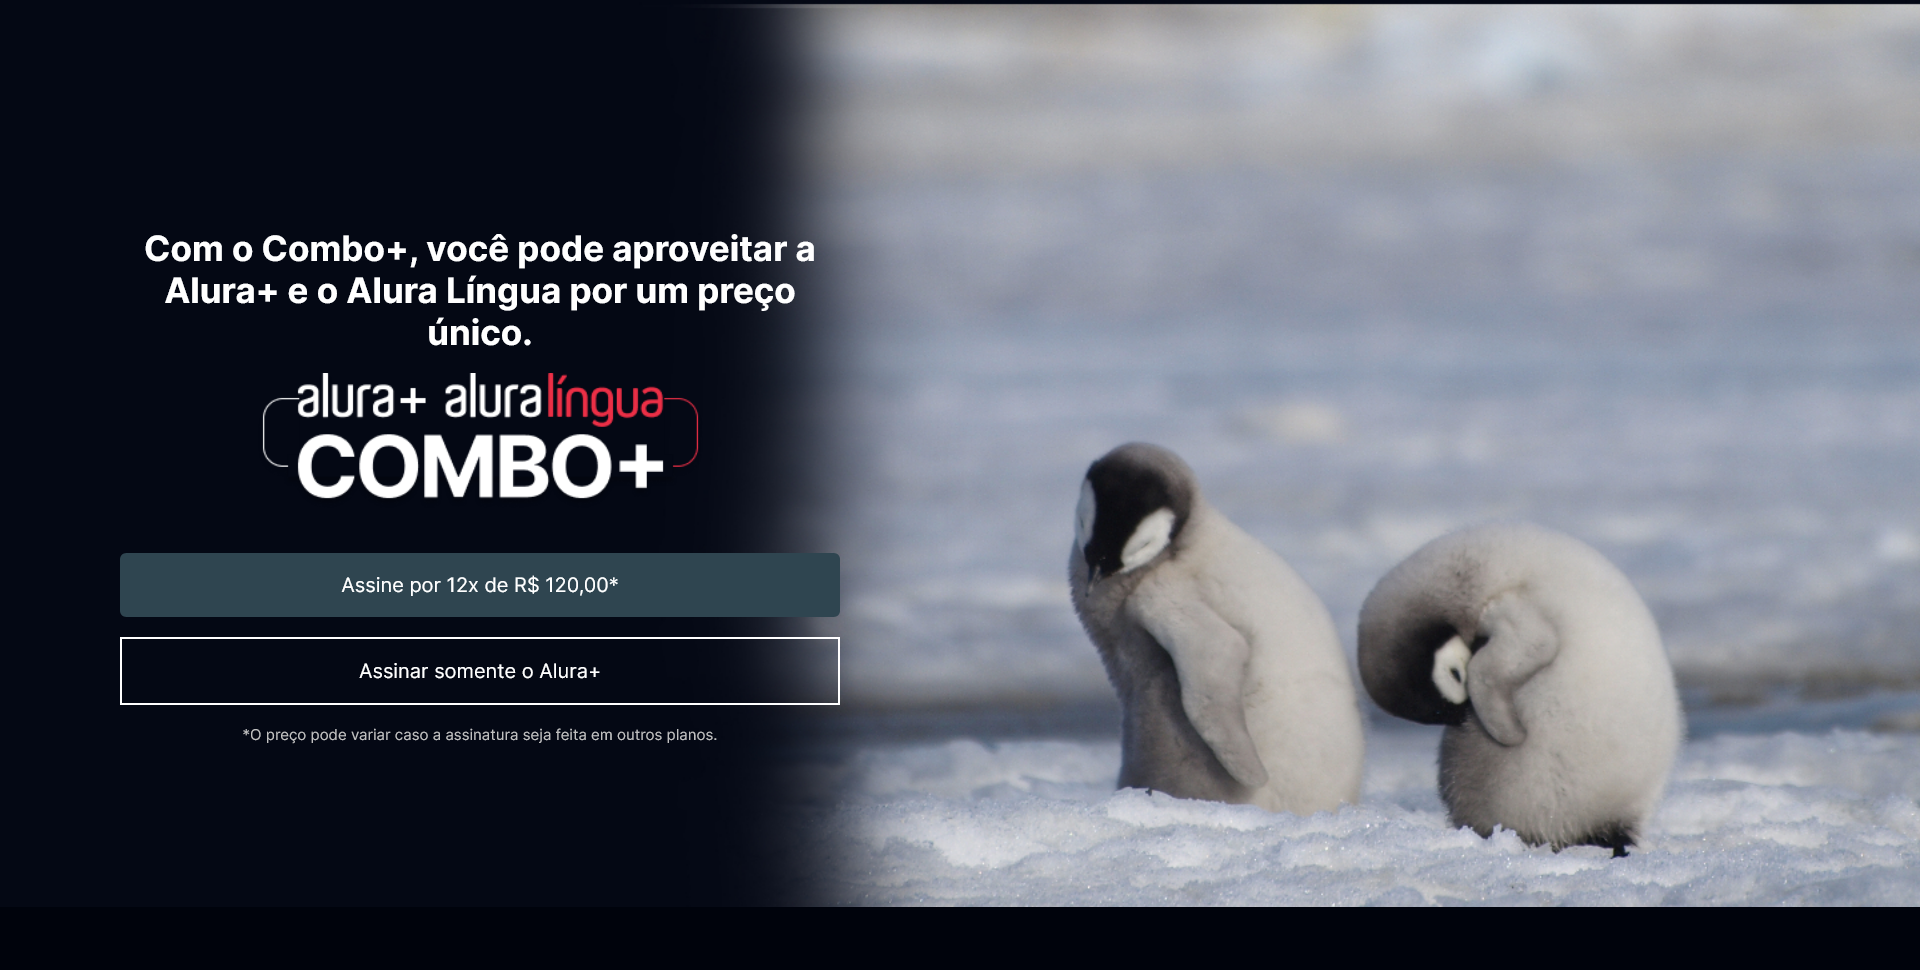 Com o Combo+, você pode aproveitar a
Alura+ e o Alura Língua por um preço
único.
alura+ aluralíngua
COMBO+
Assine por 12x de R$ 120,00*
Assinar somente o Alura+
*O preço pode variar caso a assinatura seja feita em outros planos.